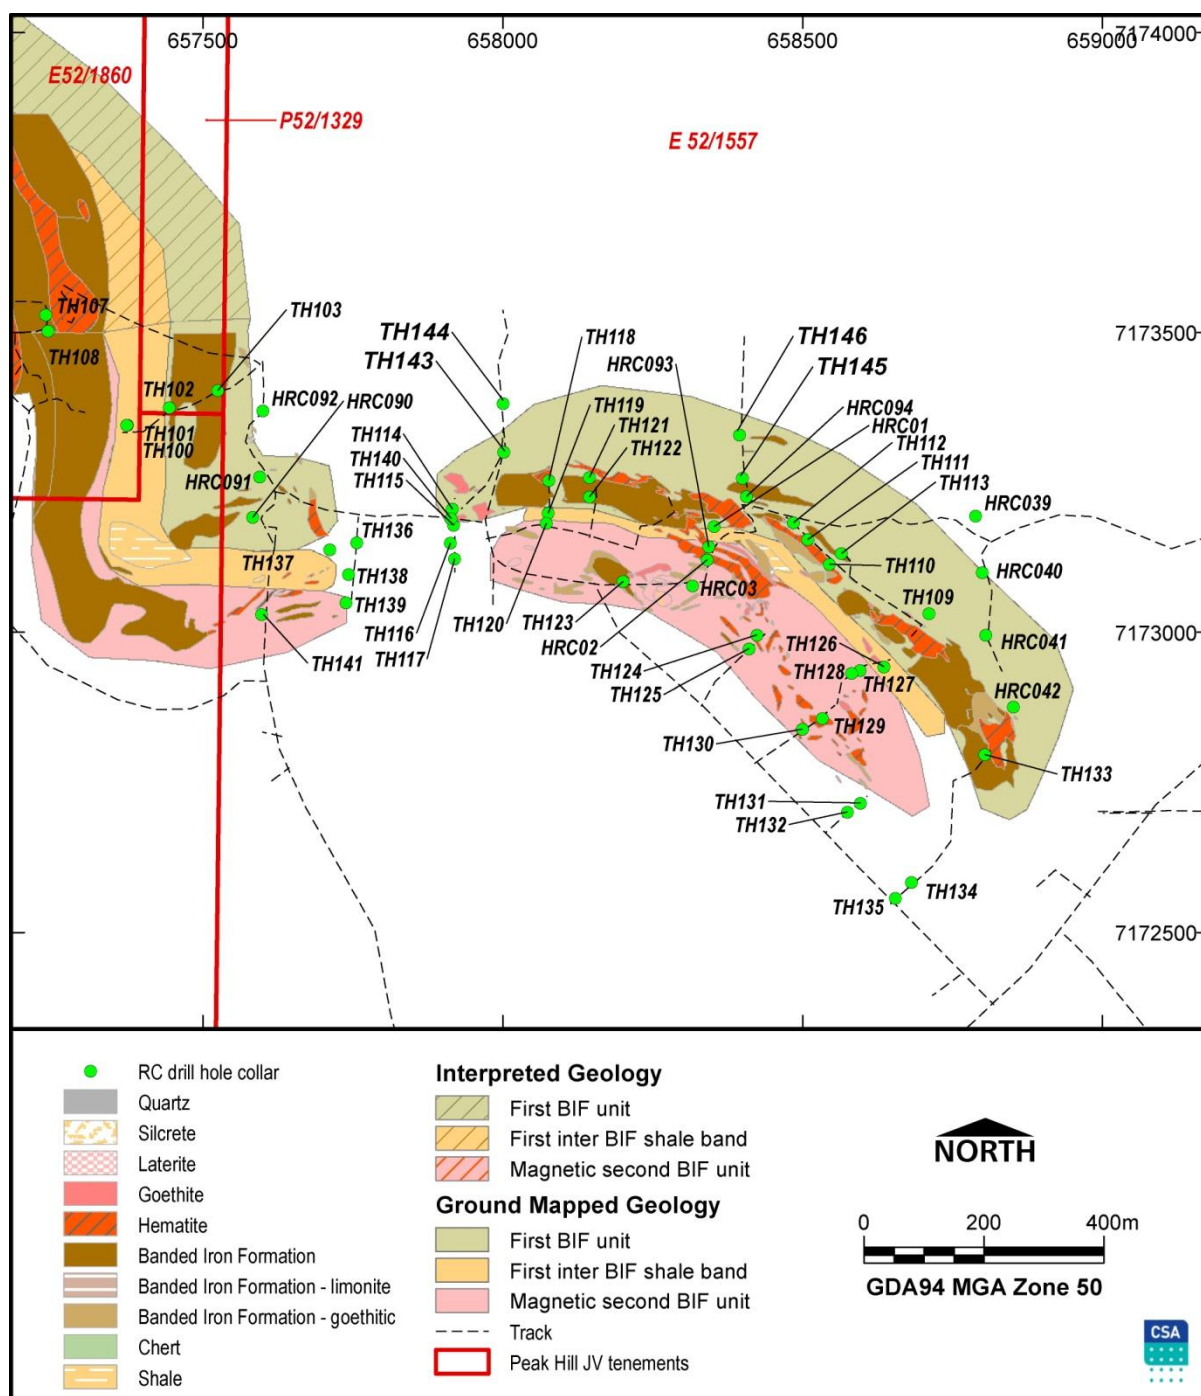 657500
658000
658500
659000
7174000
E52/1860
P52/1329
E 52/1557
TH107
TH103
TH108
TH144
TH118
TH146
7173500
TH143
HRC093
TH145
TH102
HRC092
HRC090
TH119
HRC094
TH114
TH121
HRC01
TH101
TH140
TH122
TH112
TH100
TH115
TH111
HRC091
TH113
HRC039
TH136
TH137
TH110
HRC040
TH138
HRC03
TH109
TH139
TH116
TH120
TH123
HRC041
TH117
HRC02
TH126
TH141
TH124
TH128
TH127
TH125
HRC042
TH129
TH130
TH133
TH131
TH132
TH134
TH135
7173000
7172500
RC drill hole collar
Quartz
Silcrete
Laterite
Goethite
Hematite
Banded Iron Formation
Banded Iron Formation - limonite
Banded Iron Formation - goethitic
Chert
Shale
Interpreted Geology
First BIF unit
First inter BIF shale band
Magnetic second BIF unit
Ground Mapped Geology
First BIF unit
First inter BIF shale band
Magnetic second BIF unit
Track
Peak Hill JV tenements
NORTH
0 200 400m
GDA94 MGA Zone 50
CSA